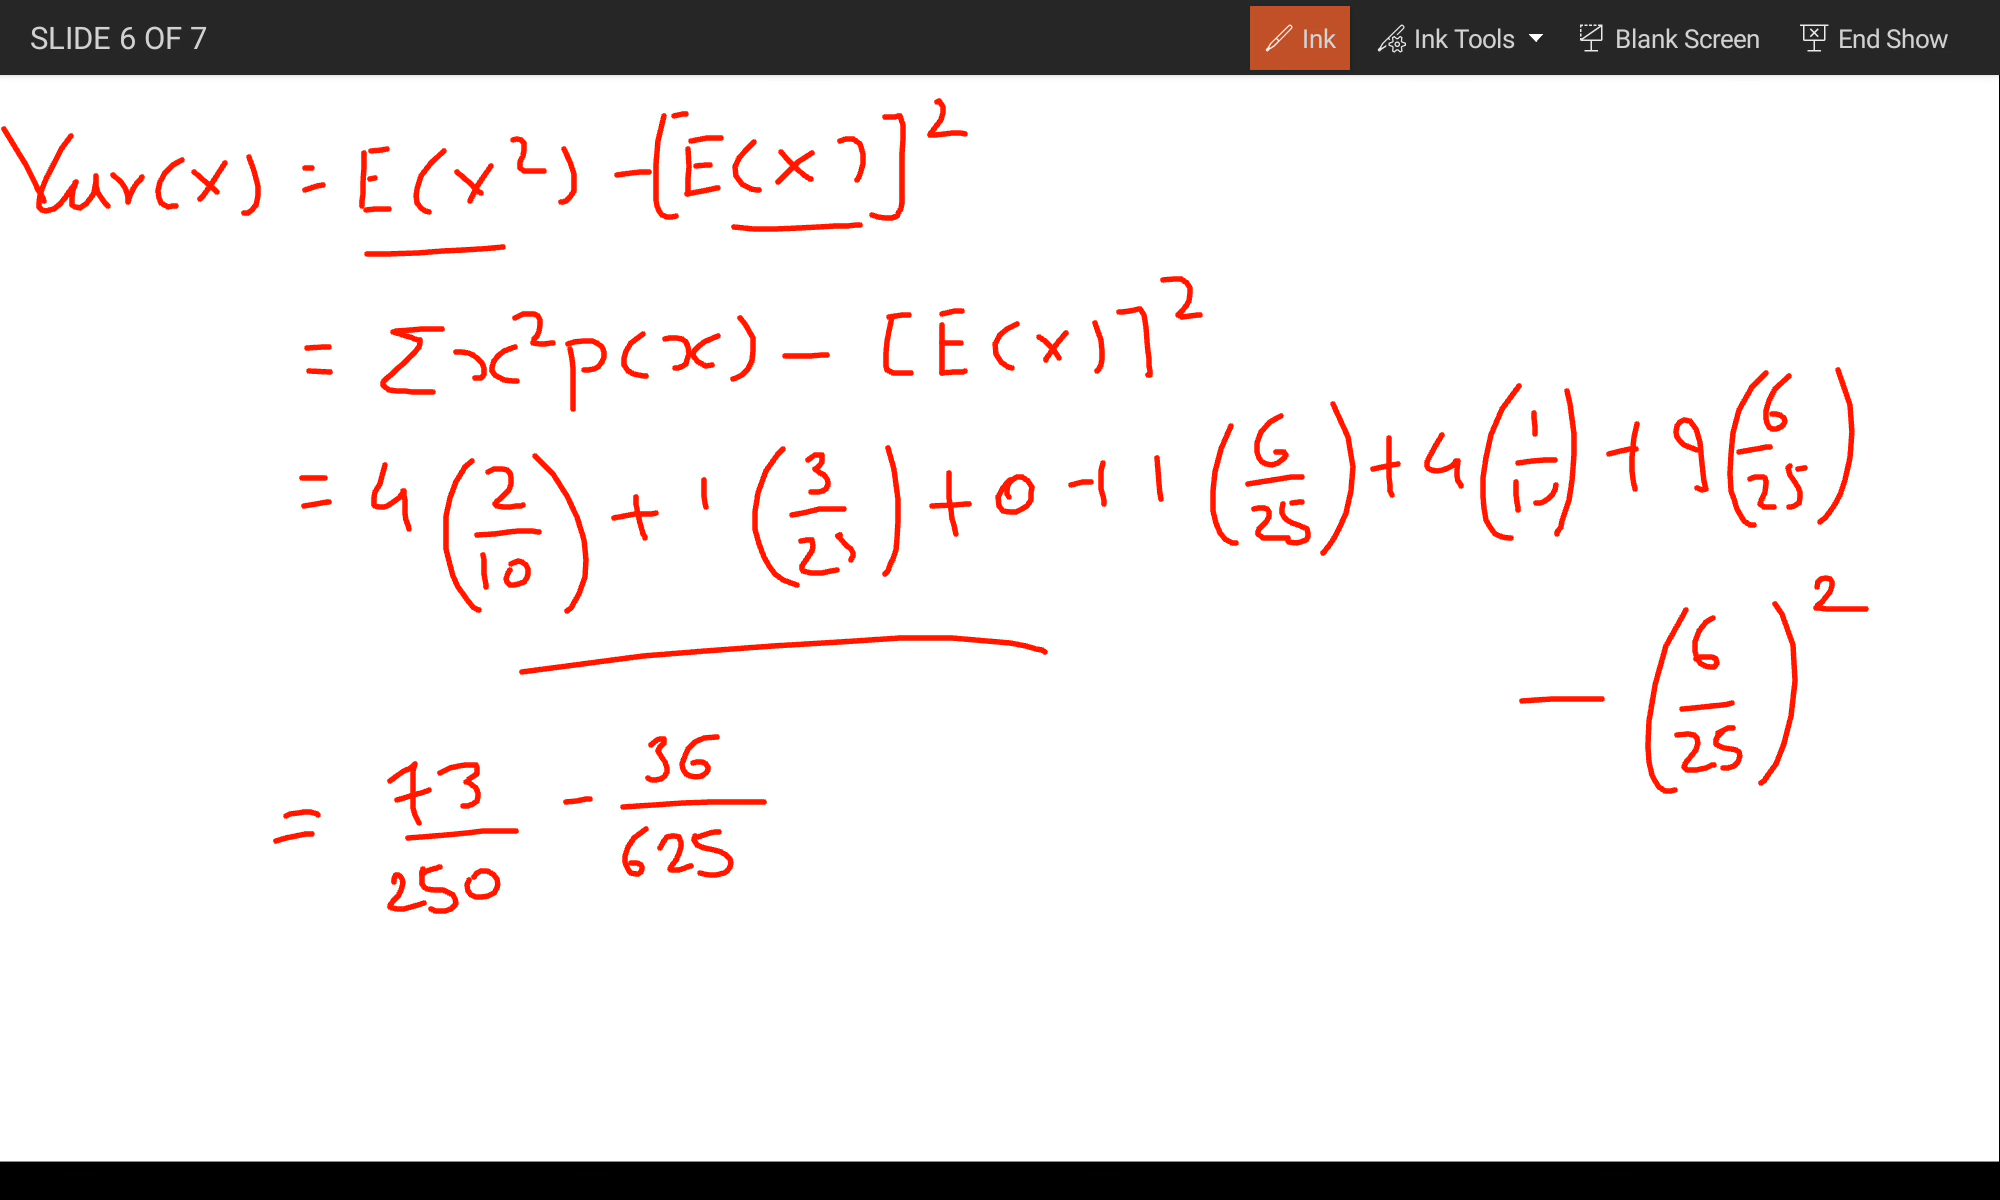 SLIDE 6 OF 7 Ink Ink Tools Blank Screen End Show
Var(x) = E(x²) - [E(x)]²
= Σx²p(x) - [E(x)]²
= 4(2/10) + 1(3/25) + 0 + 1(6/25) + 4(1/10) + 9(6/25)
- (6/25)²
= 73/250 - 36/625